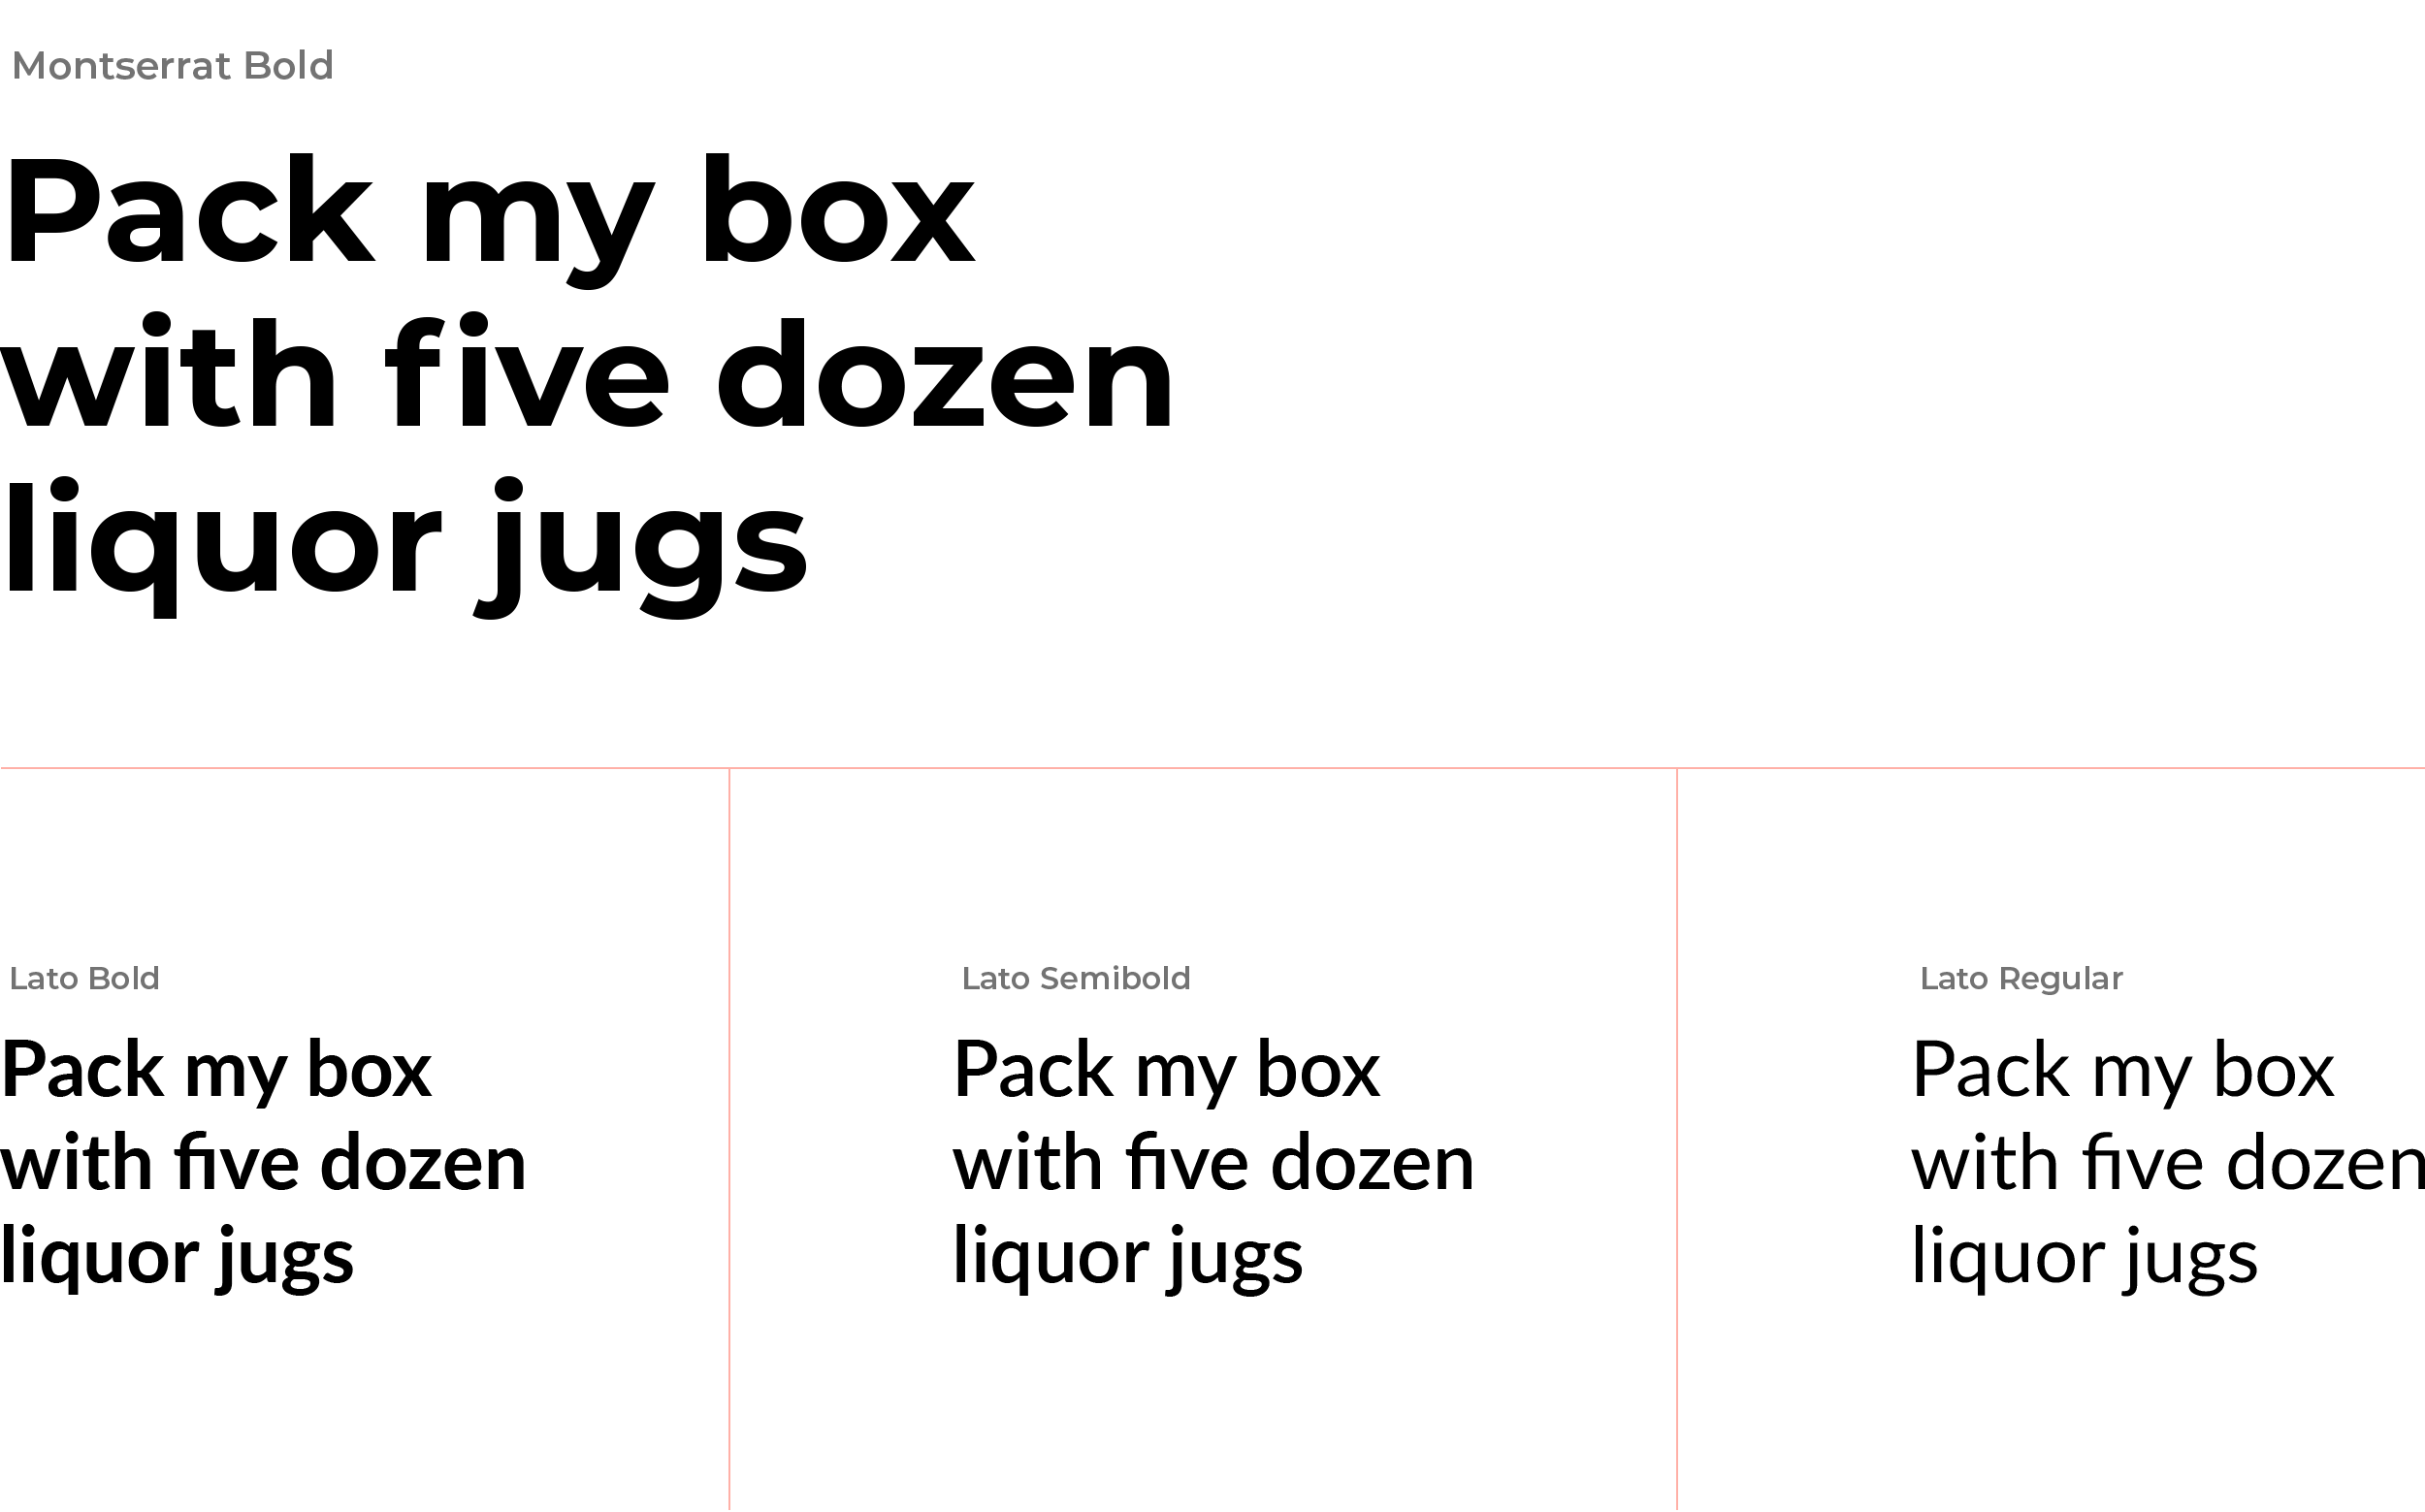 Montserrat Bold
Pack my box
with five dozen
liquor jugs
Lato Bold
Pack my box
with five dozen
liquor jugs
Lato Semibold
Pack my box
with five dozen
liquor jugs
Lato Regular
Pack my box
with five dozen
liquor jugs